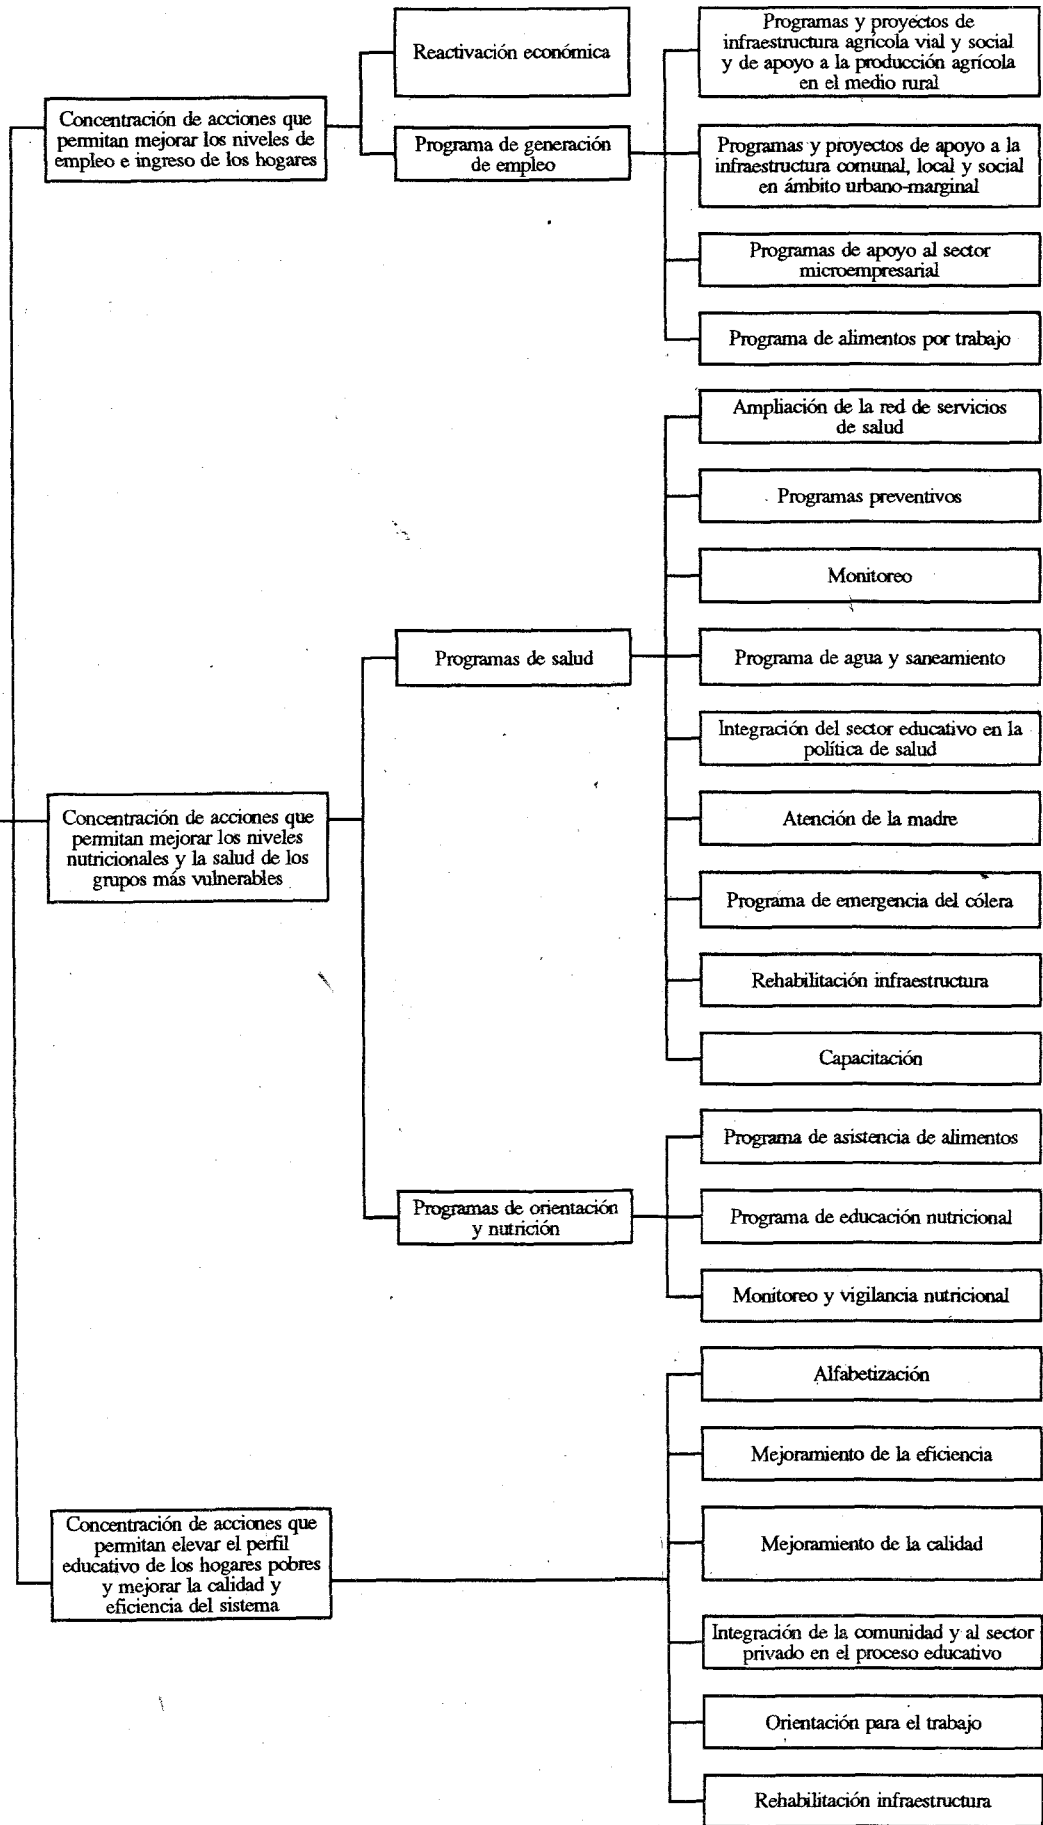 Concentración de acciones que
permitan mejorar los niveles de
empleo e ingreso de los hogares
Reactivación económica
Programa de generación
de empleo
Programas y proyectos de
infraestructura agrícola vial y social
y de apoyo a la producción agrícola
en el medio rural
Programas y proyectos de apoyo a la
infraestructura comunal, local y social
en ámbito urbano-marginal
Programas de apoyo al sector
microempresarial
Programa de alimentos por trabajo
Concentración de acciones que
permitan mejorar los niveles
nutricionales y la salud de los
grupos más vulnerables
Programas de salud
Ampliación de la red de servicios
de salud
Programas preventivos
Monitoreo
Programa de agua y saneamiento
Integración del sector educativo en la
política de salud
Atención de la madre
Programa de emergencia del cólera
Rehabilitación infraestructura
Capacitación
Programas de orientación
y nutrición
Programa de asistencia de alimentos
Programa de educación nutricional
Monitoreo y vigilancia nutricional
Concentración de acciones que
permitan elevar el perfil
educativo de los hogares pobres
y mejorar la calidad y
eficiencia del sistema
Alfabetización
Mejoramiento de la eficiencia
Mejoramiento de la calidad
Integración de la comunidad y al sector
privado en el proceso educativo
Orientación para el trabajo
Rehabilitación infraestructura